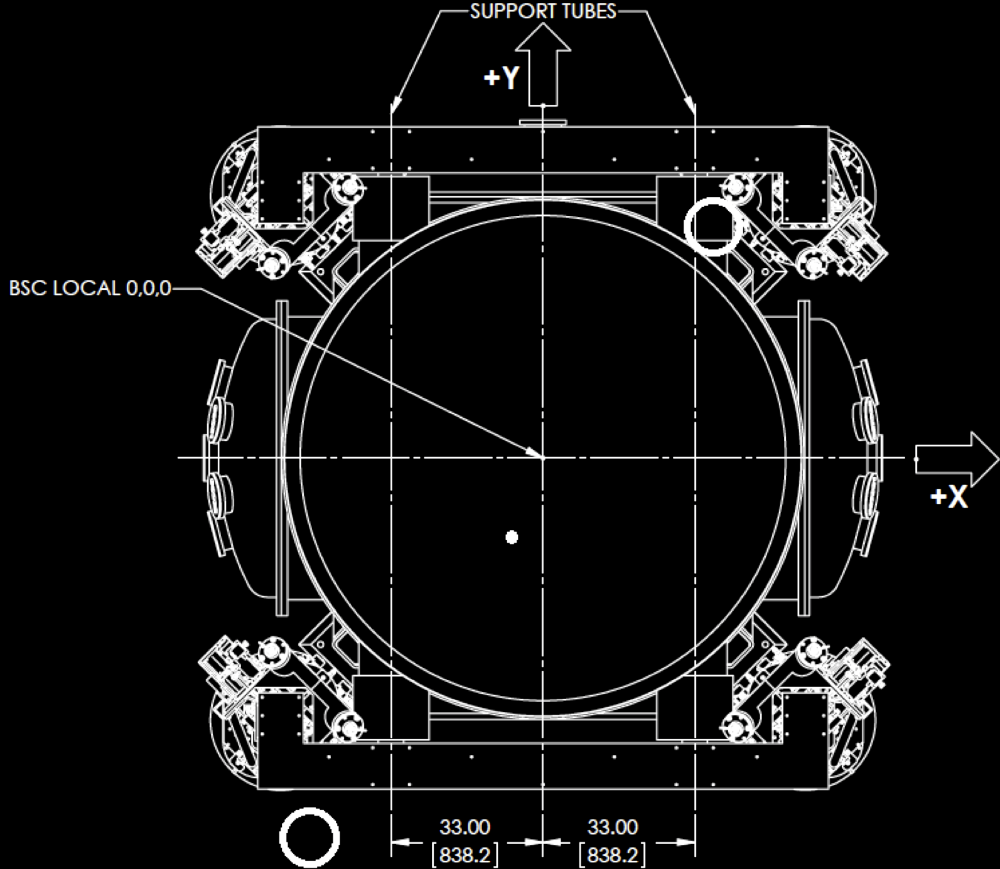 SUPPORT TUBES
+Y
BSC LOCAL 0,0,0
+X
33.00
[838.2]
33.00
[838.2]